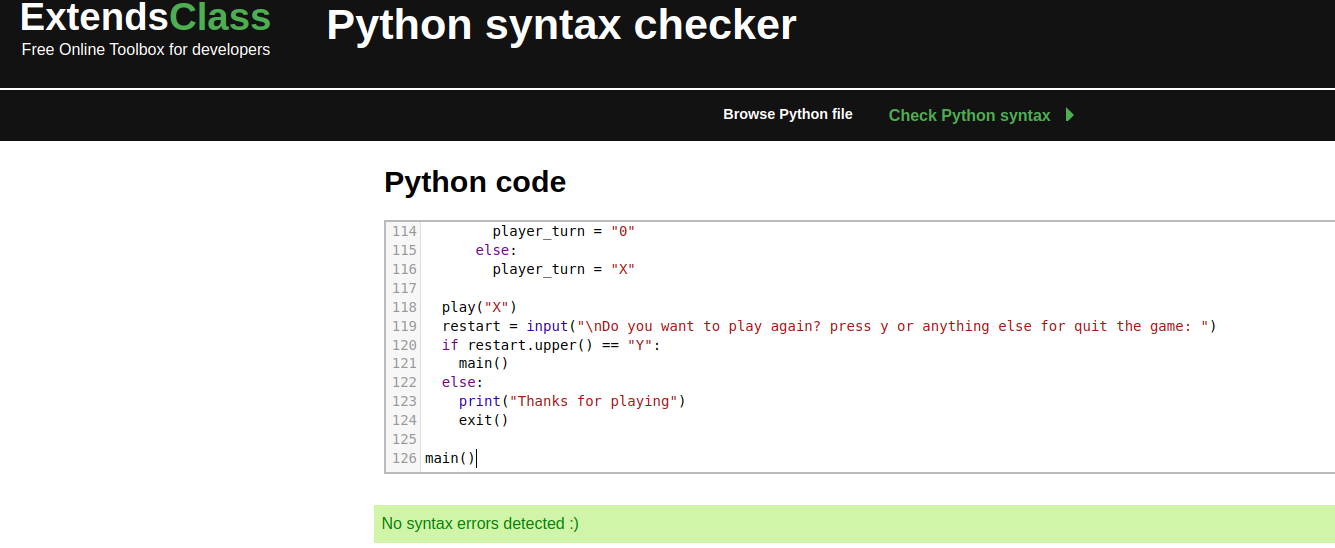 ExtendsClass
Free Online Toolbox for developers
Python syntax checker
Browse Python file
Check Python syntax
Python code
114         player_turn = "0"
115       else:
116         player_turn = "X"
117
118   play("X")
119   restart = input("\nDo you want to play again? press y or anything else for quit the game: ")
120   if restart.upper() == "Y":
121     main()
122   else:
123     print("Thanks for playing")
124     exit()
125
126 main()
No syntax errors detected :)